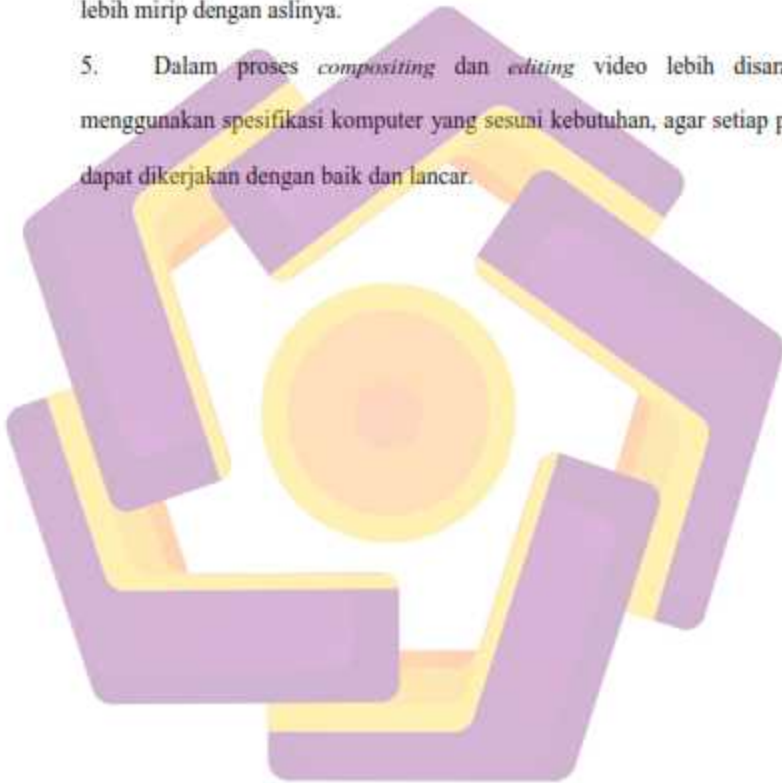 lebih mirip dengan aslinya.
5. Dalam proses compositing dan editing video lebih
menggunakan spesifikasi komputer yang sesuai kebutuhan, agar setiap
dapat dikerjakan dengan baik dan lancar.